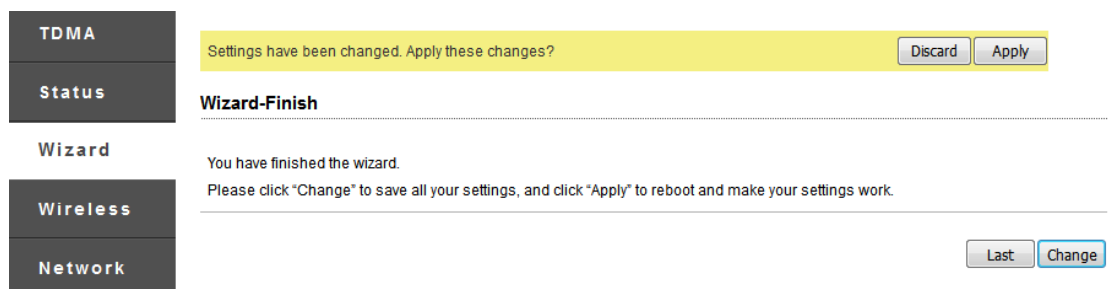 TDMA
Status
Wizard
Wireless
Network
Settings have been changed. Apply these changes?
Discard
Apply
Wizard-Finish
You have finished the wizard.
Please click “Change” to save all your settings, and click “Apply” to reboot and make your settings work.
Last
Change